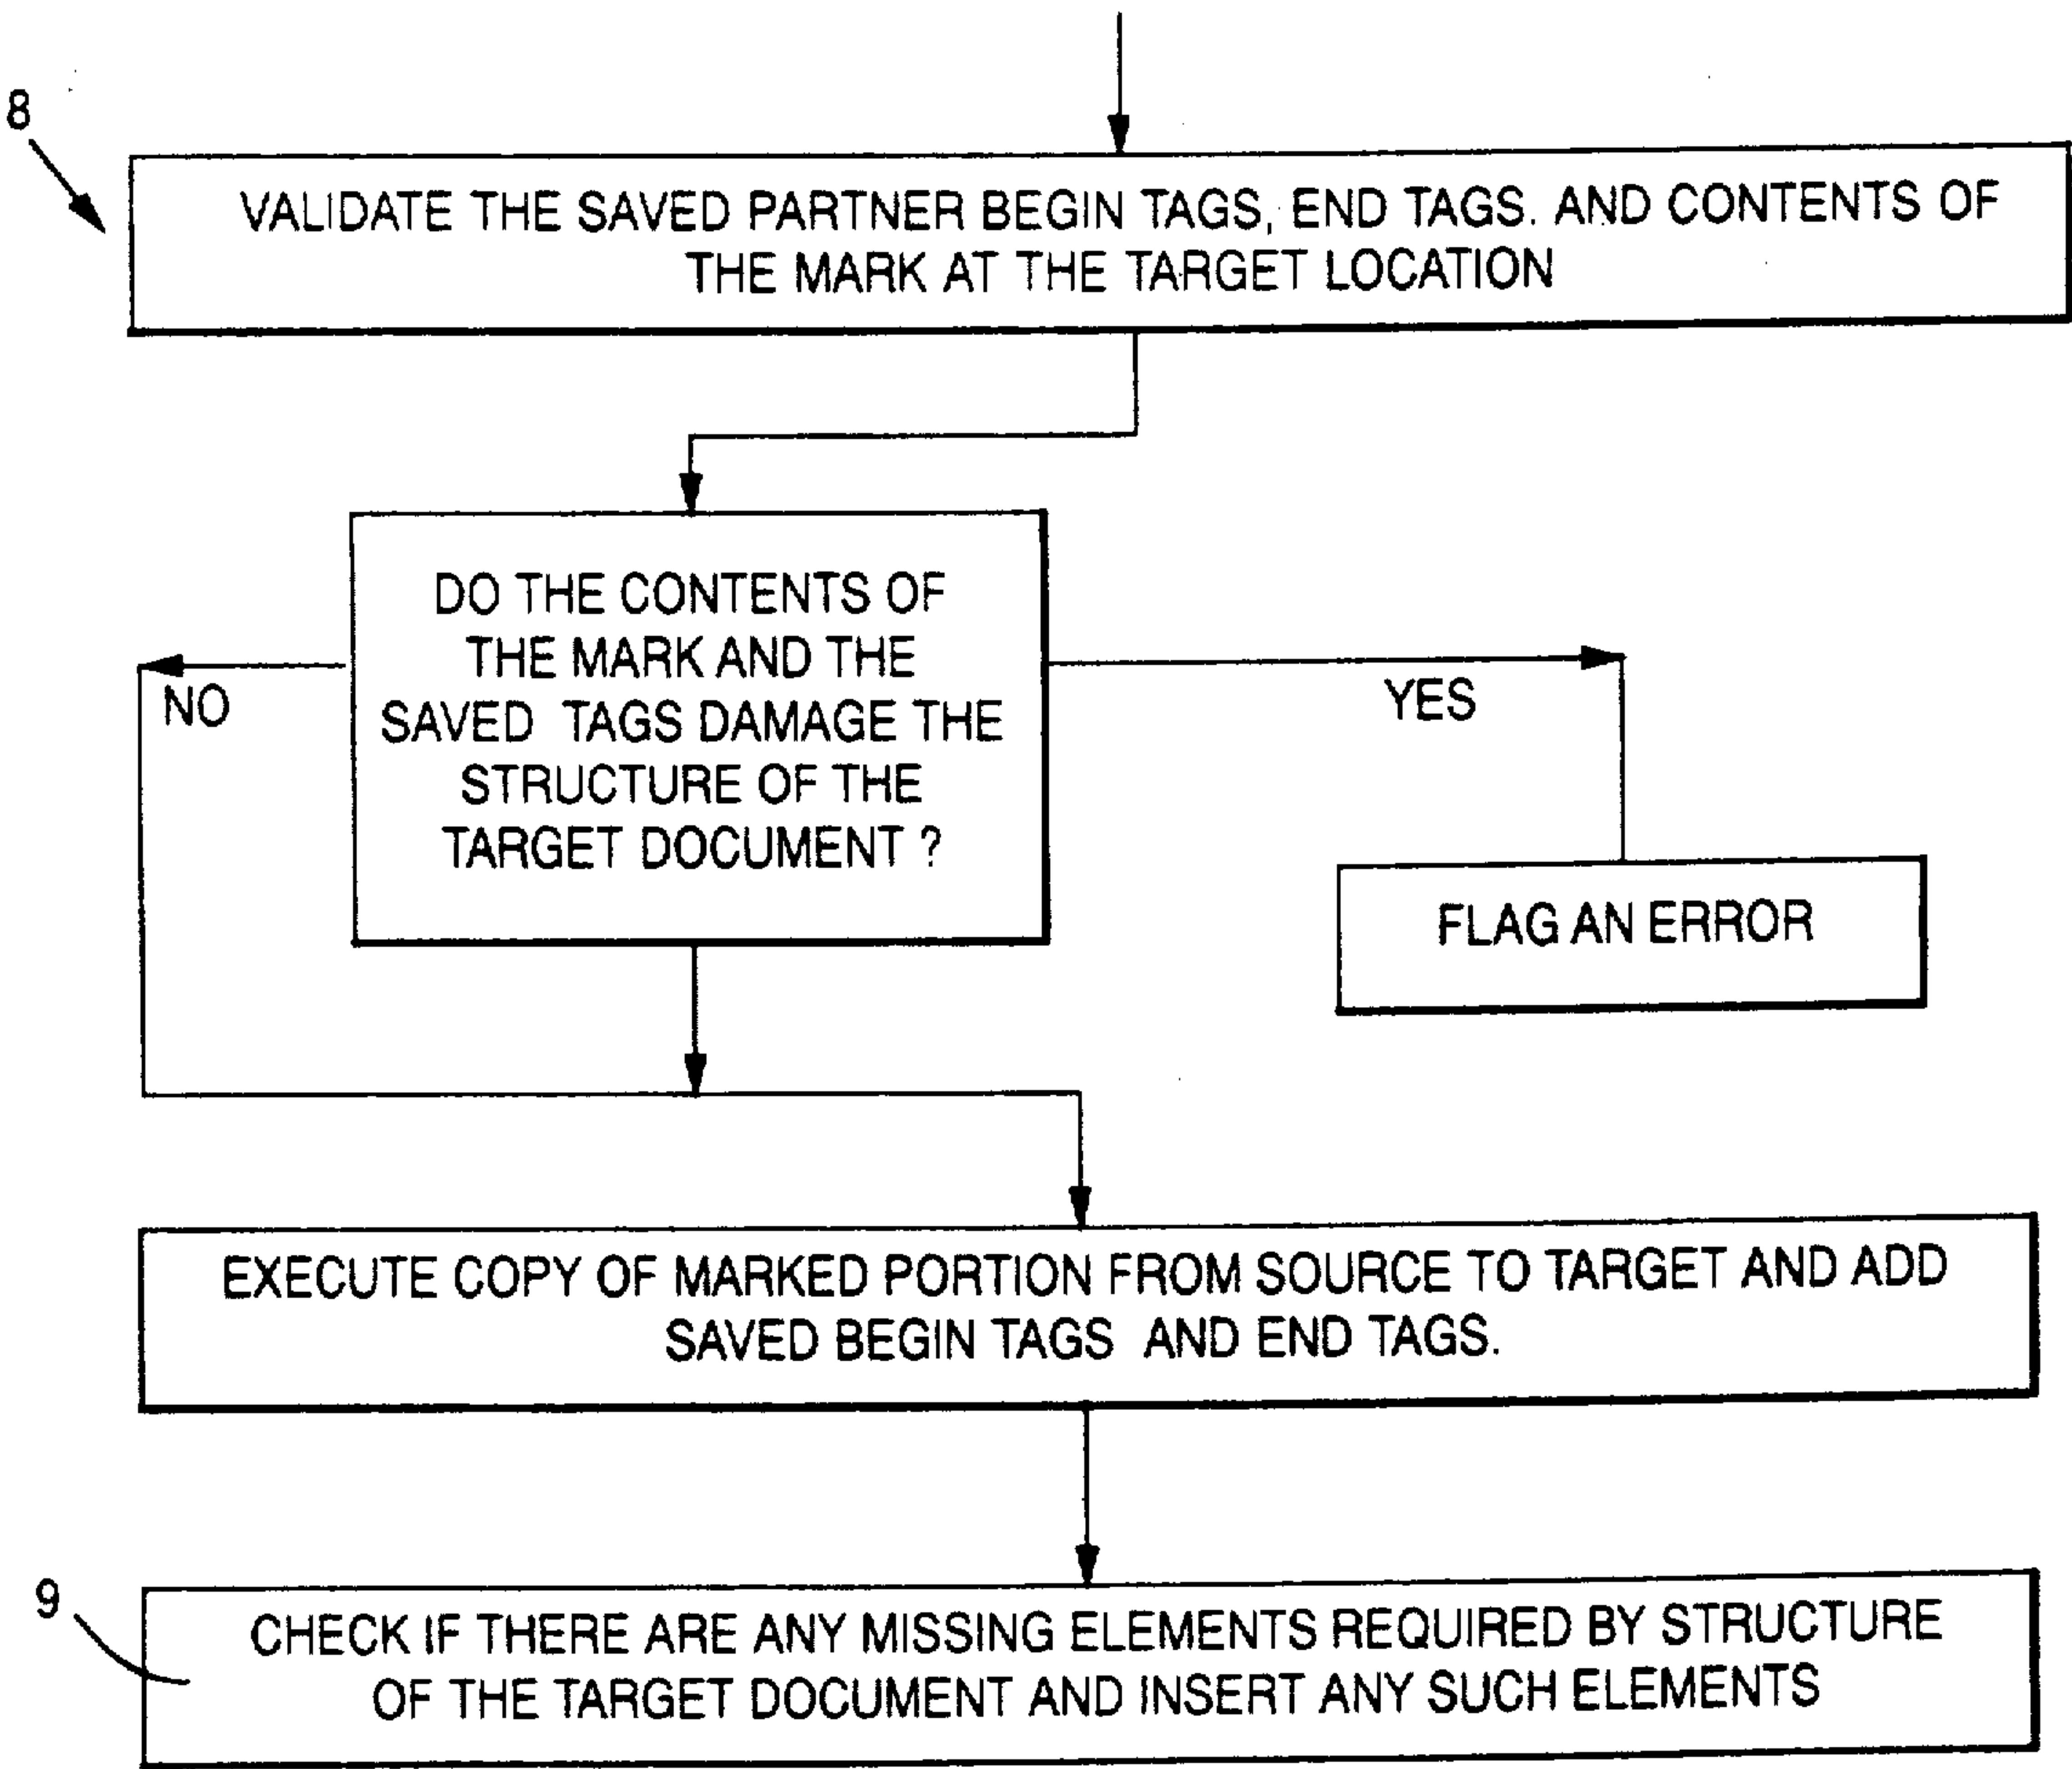 8
VALIDATE THE SAVED PARTNER BEGIN TAGS, END TAGS. AND CONTENTS OF
THE MARK AT THE TARGET LOCATION
DO THE CONTENTS OF
THE MARK AND THE
SAVED TAGS DAMAGE THE
STRUCTURE OF THE
TARGET DOCUMENT ?
NO
YES
FLAG AN ERROR
EXECUTE COPY OF MARKED PORTION FROM SOURCE TO TARGET AND ADD
SAVED BEGIN TAGS AND END TAGS.
9
CHECK IF THERE ARE ANY MISSING ELEMENTS REQUIRED BY STRUCTURE
OF THE TARGET DOCUMENT AND INSERT ANY SUCH ELEMENTS